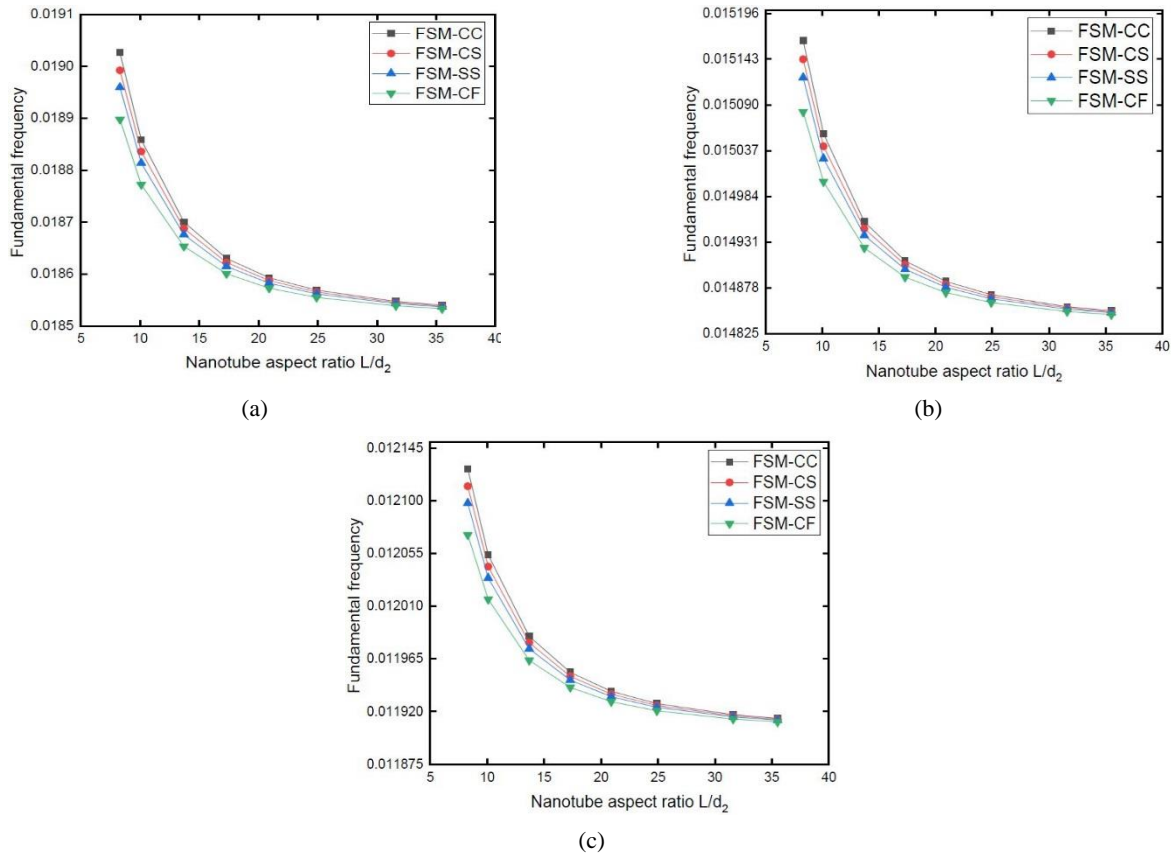 0.0191
0.0190
0.0189
0.0188
0.0187
0.0186
0.0185
Fundamental frequency
FSM-CC
FSM-CS
FSM-SS
FSM-CF
5 10 15 20 25 30 35 40
Nanotube aspect ratio L/d₂
(a)
0.015196
0.015143
0.015090
0.015037
0.014984
0.014931
0.014878
0.014825
Fundamental frequency
FSM-CC
FSM-CS
FSM-SS
FSM-CF
5 10 15 20 25 30 35 40
Nanotube aspect ratio L/d₂
(b)
0.012145
0.012100
0.012055
0.012010
0.011965
0.011920
0.011875
Fundamental frequency
FSM-CC
FSM-CS
FSM-SS
FSM-CF
5 10 15 20 25 30 35 40
Nanotube aspect ratio L/d₂
(c)